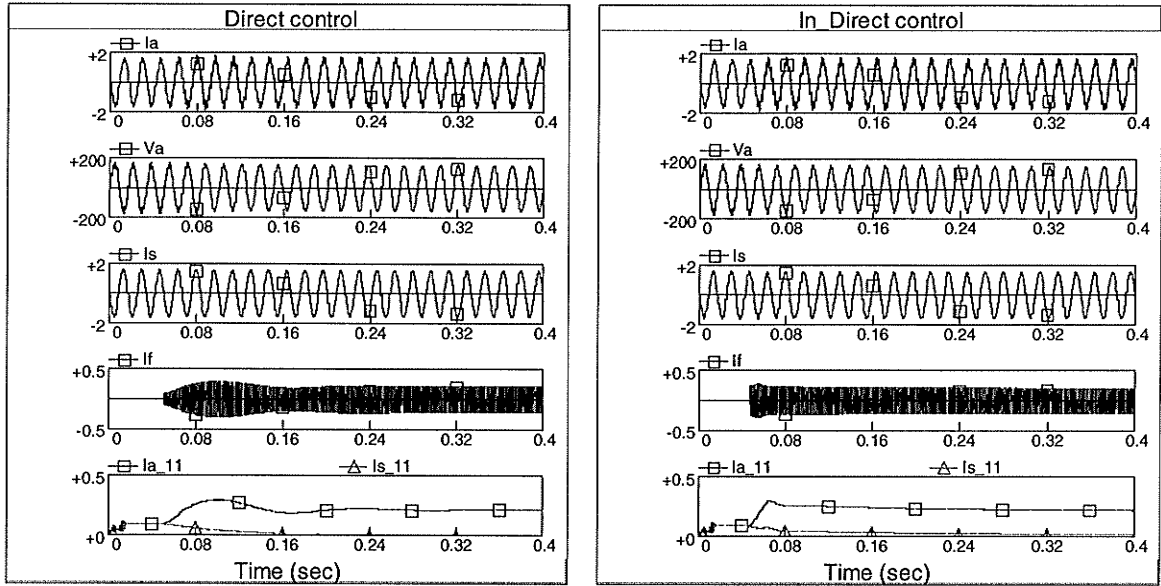 Direct control
Ia
+2
-2
0 0.08 0.16 0.24 0.32 0.4
Va
+200
-200
0 0.08 0.16 0.24 0.32 0.4
Is
+2
-2
0 0.08 0.16 0.24 0.32 0.4
If
+0.5
-0.5
0 0.08 0.16 0.24 0.32 0.4
Ia_11 Is_11
+0.5
+0
0 0.08 0.16 0.24 0.32 0.4
Time (sec)
In_Direct control
Ia
+2
-2
0 0.08 0.16 0.24 0.32 0.4
Va
+200
-200
0 0.08 0.16 0.24 0.32 0.4
Is
+2
-2
0 0.08 0.16 0.24 0.32 0.4
If
+0.5
-0.5
0 0.08 0.16 0.24 0.32 0.4
Ia_11 Is_11
+0.5
+0
0 0.08 0.16 0.24 0.32 0.4
Time (sec)